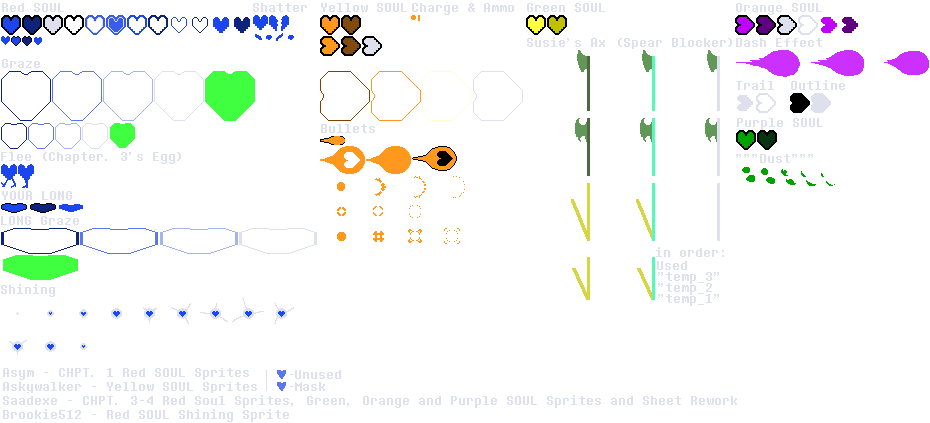 Red SOUL
Shatter
Yellow SOUL
Charge & Ammo
Green SOUL
Orange SOUL
Susie's Ax (Spear Blocker)
Dash Effect
Graze
Trail
Outline
Bullets
Purple SOUL
Flee (Chapter. 3's Egg)
"""Dust"""
YOUR LONG
LONG Graze
in order:
Used
"temp_3"
"temp_2
"temp_1"
Shining
Asym - CHPT. 1 Red SOUL Sprites
Askywalker - Yellow SOUL Sprites
-Unused
-Mask
Saadexe - CHPT. 3-4 Red Soul Sprites, Green, Orange and Purple SOUL Sprites and Sheet Rework
Brookie512 - Red SOUL Shining Sprite